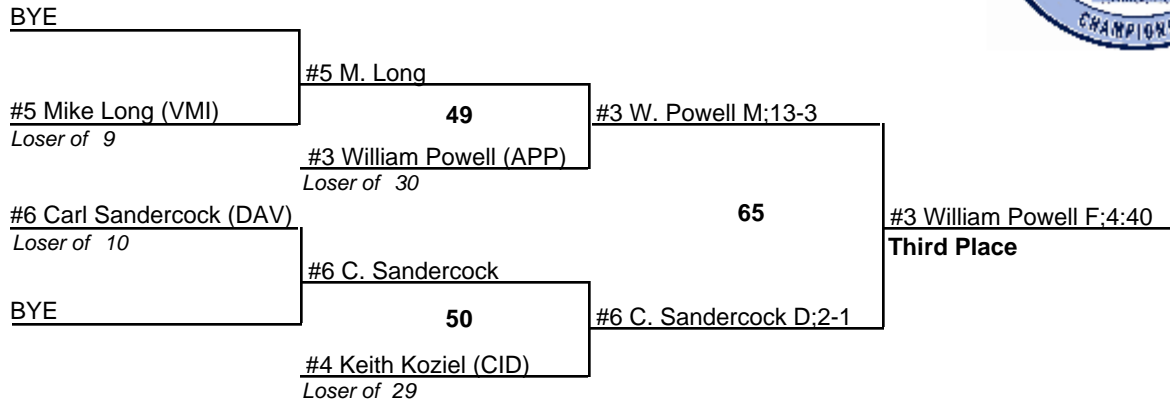 BYE
#5 M. Long
#5 Mike Long (VMI)
Loser of 9
49
#3 W. Powell M;13-3
#3 William Powell (APP)
Loser of 30
#6 Carl Sandercock (DAV)
Loser of 10
65
#3 William Powell F;4:40
Third Place
#6 C. Sandercock
BYE
50
#6 C. Sandercock D;2-1
#4 Keith Koziel (CID)
Loser of 29